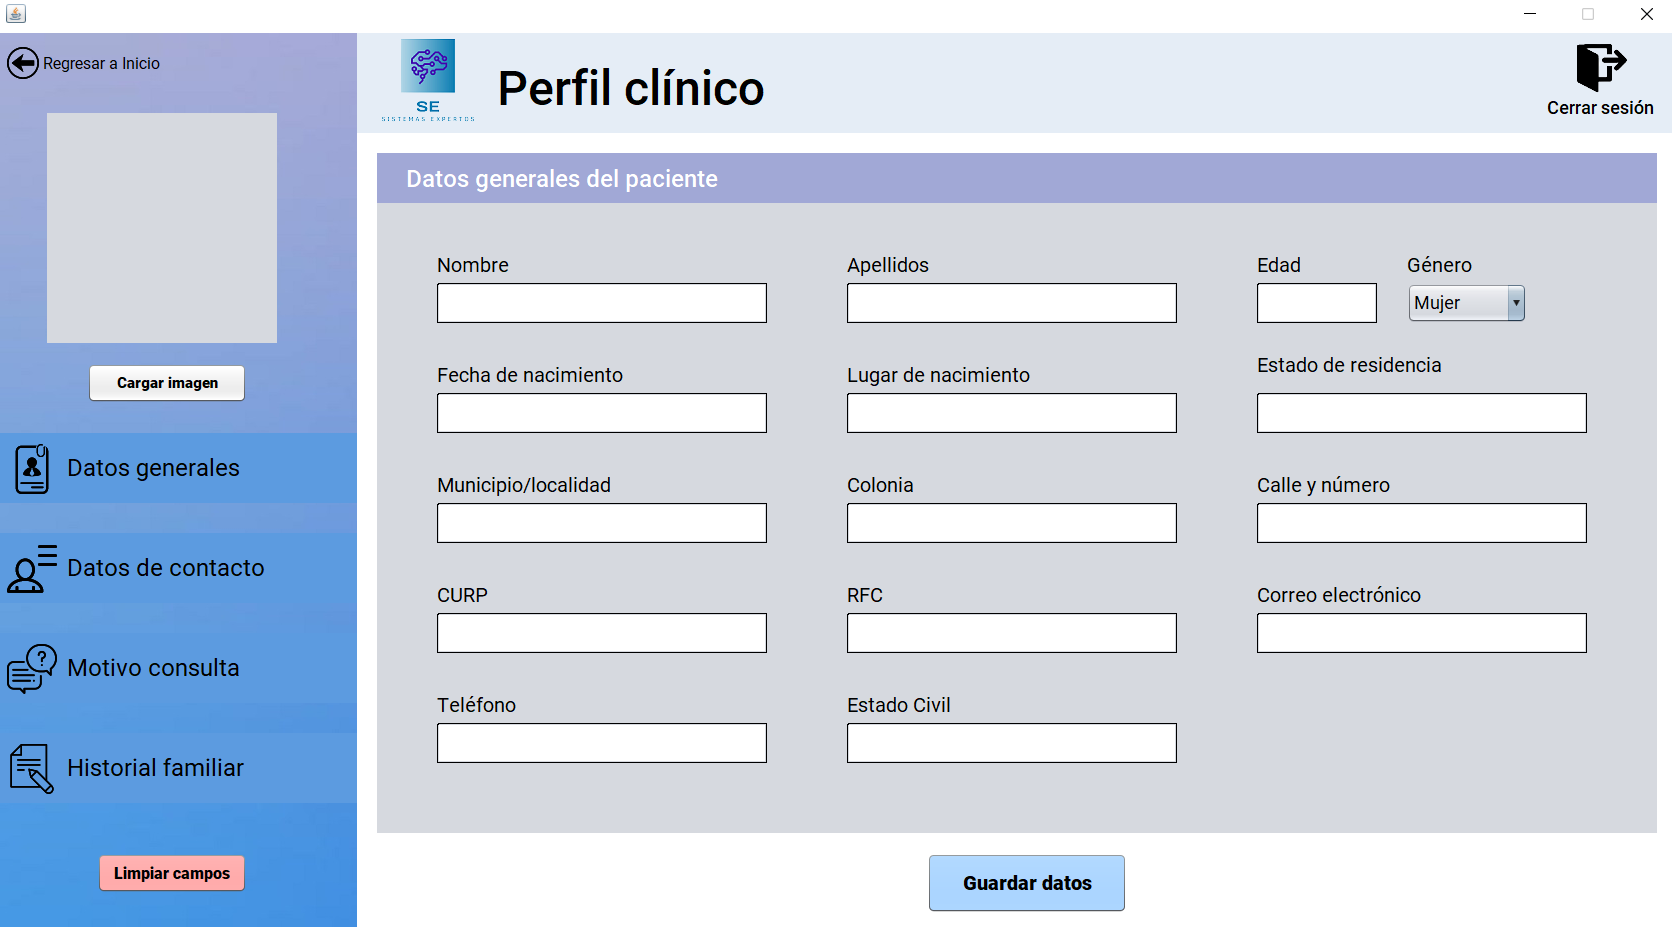 Regresar a Inicio
SE
SISTEMAS EXPERTOS
Perfil clínico
Cerrar sesión
Cargar imagen
Datos generales
Datos de contacto
Motivo consulta
Historial familiar
Limpiar campos
Datos generales del paciente
Nombre
Apellidos
Edad
Género
Mujer
Fecha de nacimiento
Lugar de nacimiento
Estado de residencia
Municipio/localidad
Colonia
Calle y número
CURP
RFC
Correo electrónico
Teléfono
Estado Civil
Guardar datos